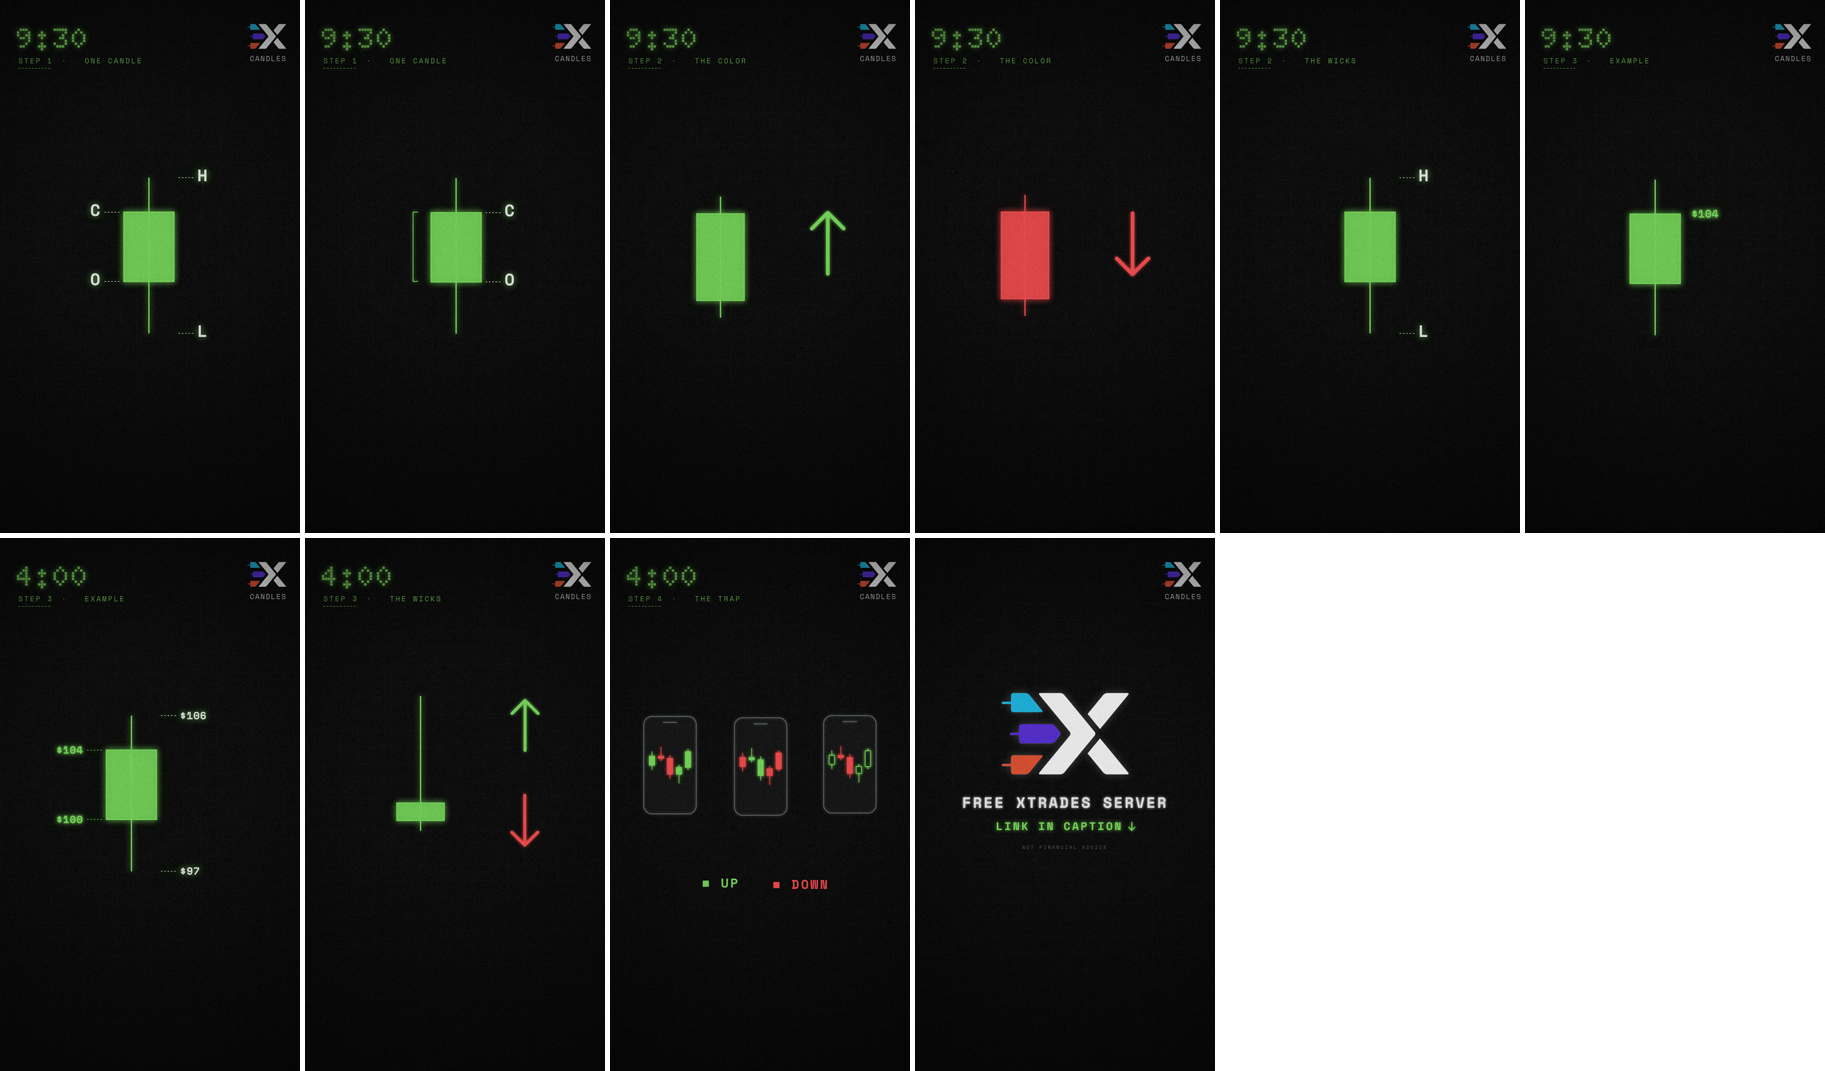 9:30
STEP 1 · ONE CANDLE
CANDLES
H
C
O
L
9:30
STEP 1 · ONE CANDLE
CANDLES
C
O
9:30
STEP 2 · THE COLOR
CANDLES
9:30
STEP 2 · THE COLOR
CANDLES
9:30
STEP 2 · THE WICKS
CANDLES
H
L
9:30
STEP 3 · EXAMPLE
CANDLES
$104
4:00
STEP 3 · EXAMPLE
CANDLES
$106
$104
$100
$97
4:00
STEP 3 · THE WICKS
CANDLES
4:00
STEP 4 · THE TRAP
CANDLES
UP DOWN
CANDLES
FREE XTRADES SERVER
LINK IN CAPTION ↓
NOT FINANCIAL ADVICE